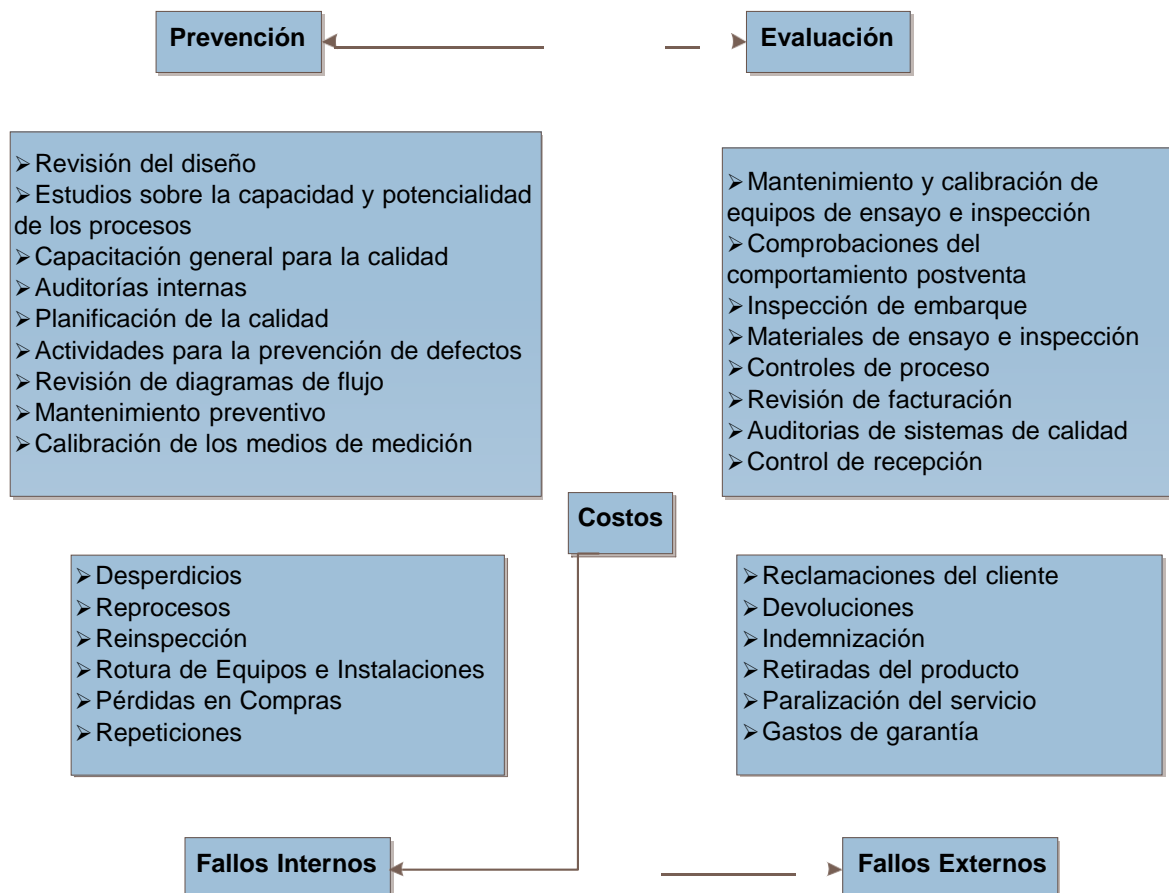 Prevención
Evaluación
➢Revisión del diseño
➢Estudios sobre la capacidad y potencialidad
de los procesos
➢Capacitación general para la calidad
➢Auditorías internas
➢Planificación de la calidad
➢Actividades para la prevención de defectos
➢Revisión de diagramas de flujo
➢Mantenimiento preventivo
➢Calibración de los medios de medición
➢Mantenimiento y calibración de
equipos de ensayo e inspección
➢Comprobaciones del
comportamiento postventa
➢Inspección de embarque
➢Materiales de ensayo e inspección
➢Controles de proceso
➢Revisión de facturación
➢Auditorias de sistemas de calidad
➢Control de recepción
Costos
➢Desperdicios
➢Reprocesos
➢Reinspección
➢Rotura de Equipos e Instalaciones
➢Pérdidas en Compras
➢Repeticiones
➢Reclamaciones del cliente
➢Devoluciones
➢Indemnización
➢Retiradas del producto
➢Paralización del servicio
➢Gastos de garantía
Fallos Internos
Fallos Externos